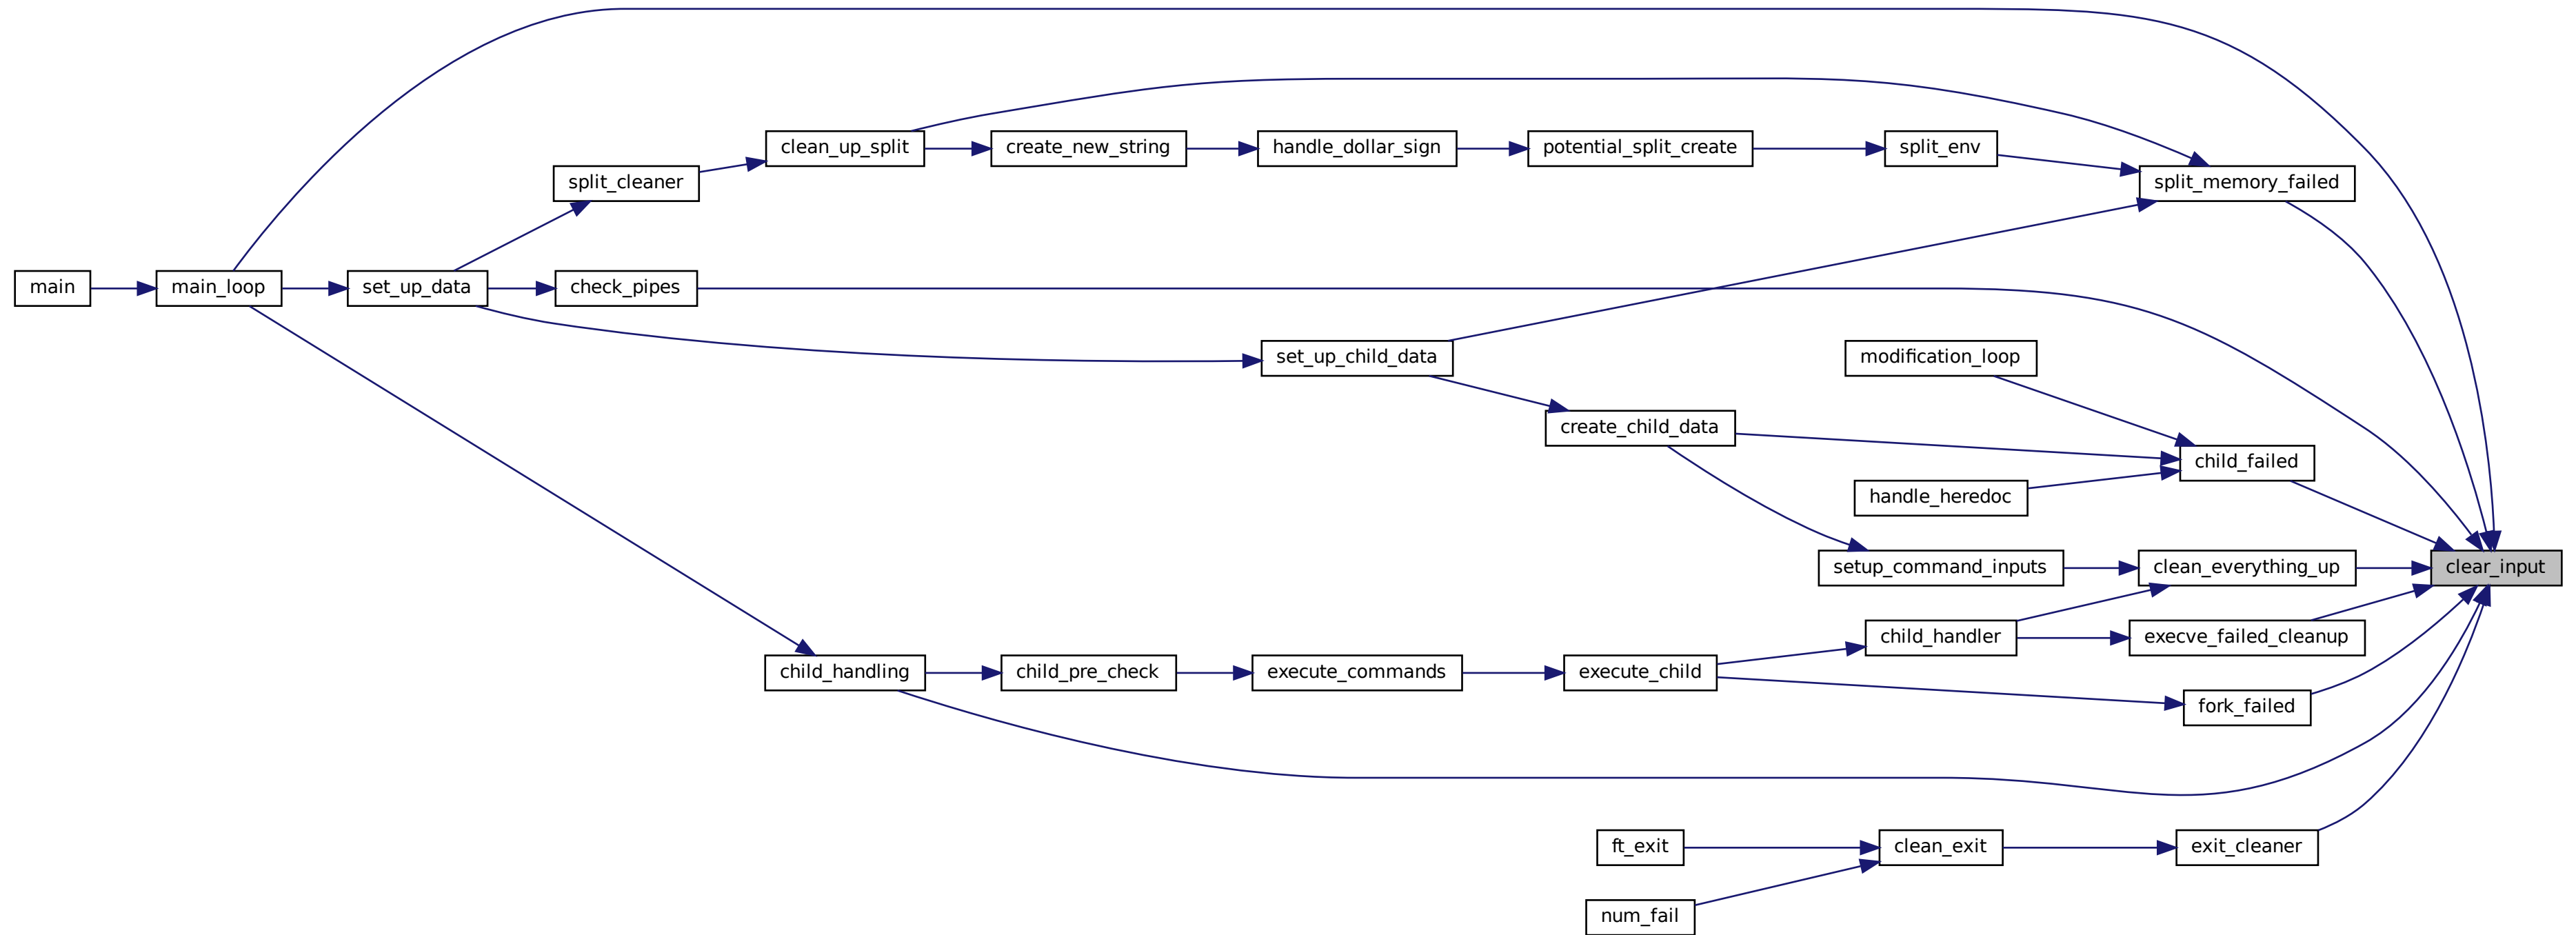 clean_up_split
create_new_string
handle_dollar_sign
potential_split_create
split_env
split_cleaner
split_memory_failed
main
main_loop
set_up_data
check_pipes
set_up_child_data
modification_loop
create_child_data
child_failed
handle_heredoc
setup_command_inputs
clean_everything_up
clear_input
child_handler
execve_failed_cleanup
child_handling
child_pre_check
execute_commands
execute_child
fork_failed
ft_exit
clean_exit
exit_cleaner
num_fail